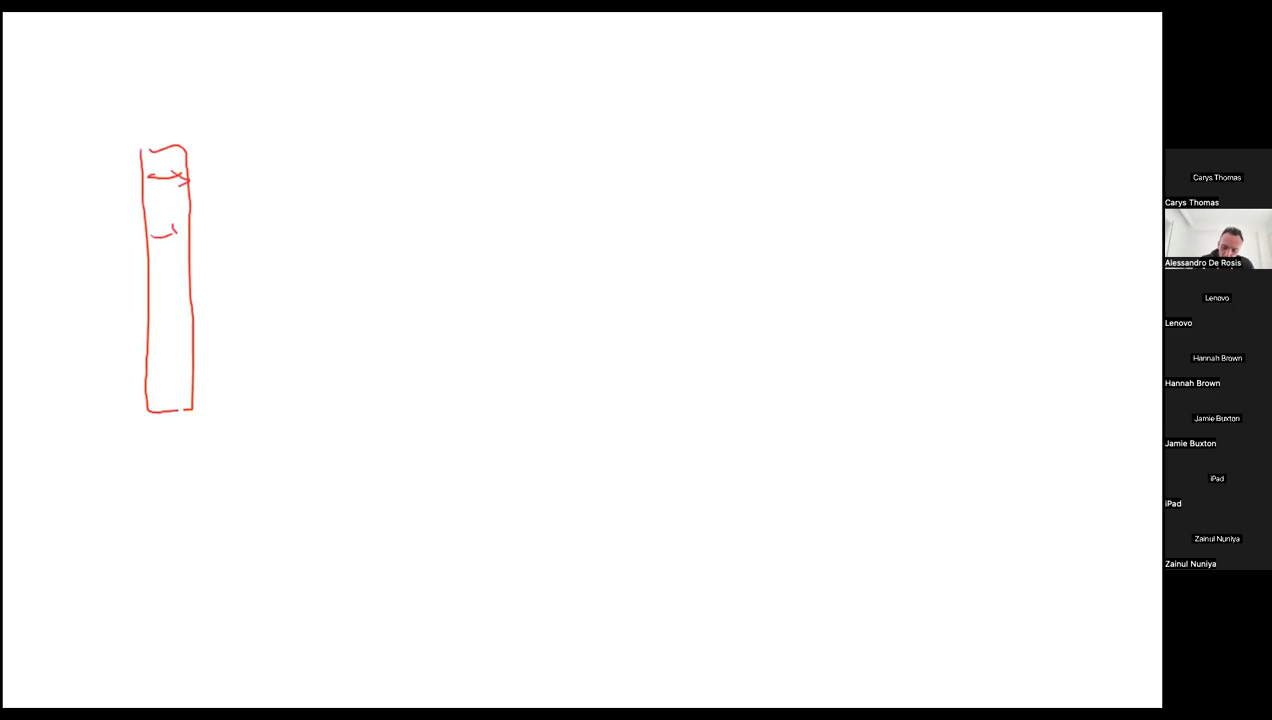 Carys Thomas
Carys Thomas
Alessandro De Rosis
Lenovo
Lenovo
Hannah Brown
Hannah Brown
Jamie Buxton
Jamie Buxton
iPad
iPad
Zainul Nuniya
Zainul Nuniya